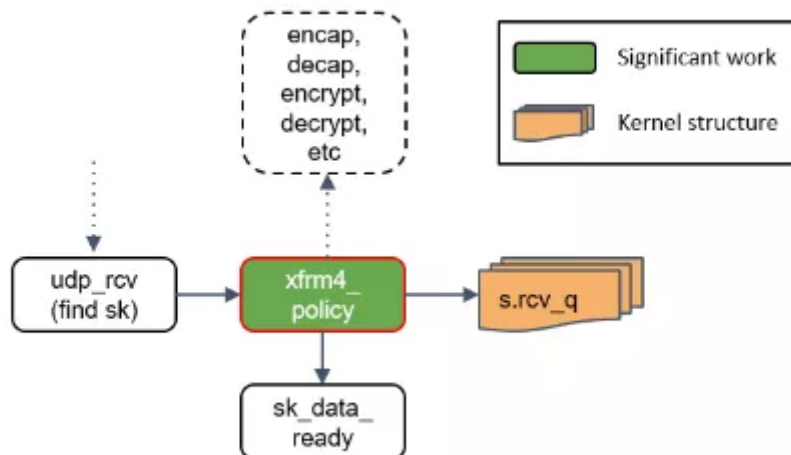 encap,
decap,
encrypt,
decrypt,
etc
Significant work
Kernel structure
udp_rcv
(find sk)
xfrm4_
policy
s.rcv_q
sk_data_
ready